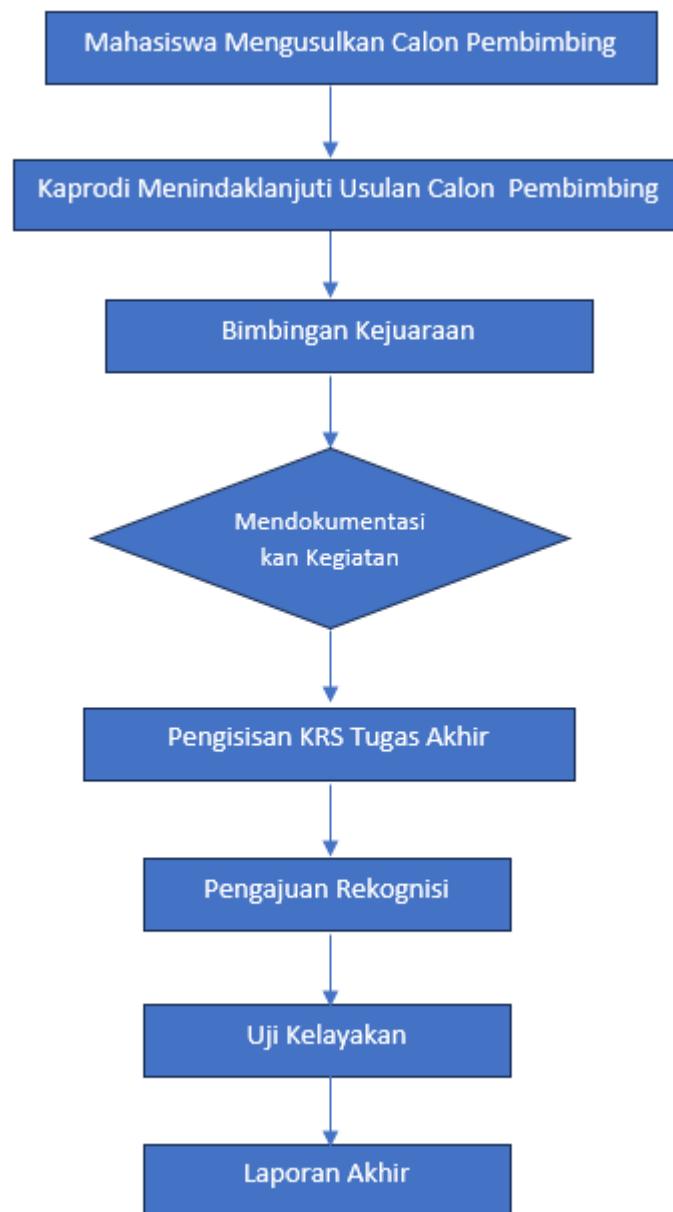 Mahasiswa Mengusulkan Calon Pembimbing
Kaprodi Menindaklanjuti Usulan Calon Pembimbing
Bimbingan Kejuaraan
Mendokumentasi
kan Kegiatan
Pengisisan KRS Tugas Akhir
Pengajuan Rekognisi
Uji Kelayakan
Laporan Akhir